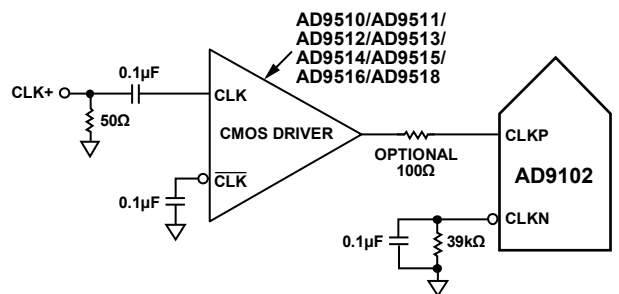 AD9510/AD9511/
AD9512/AD9513/
AD9514/AD9515/
AD9516/AD9518
0.1µF
CLK+
CLK
50Ω
CMOS DRIVER
CLKP
OPTIONAL
100Ω
AD9102
CLK
0.1µF
CLKN
0.1µF
39kΩ